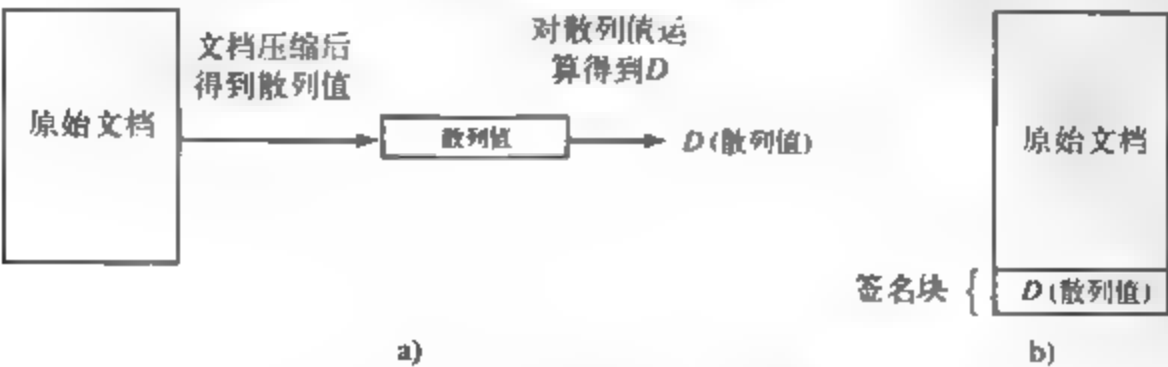 文档压缩后
得到散列值
对散列值运
算得到D
原始文档
散列值
D(散列值)
a)
原始文档
签名块
D(散列值)
b)